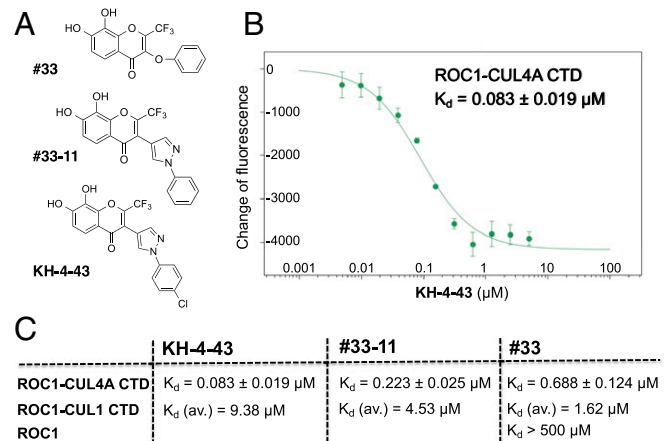 A
HO
OH
O
CF₃
O
O
#33
HO
OH
O
CF₃
O
N
N
#33-11
HO
OH
O
CF₃
O
N
N
Cl
KH-4-43
B
ROC1-CUL4A CTD
Kd = 0.083 ± 0.019 µM
Change of fluorescence
0
-1000
-2000
-3000
-4000
0.001 0.01 0.1 1 10 100
KH-4-43 (µM)
C
KH-4-43 #33-11 #33
ROC1-CUL4A CTD Kd = 0.083 ± 0.019 µM Kd = 0.223 ± 0.025 µM Kd = 0.688 ± 0.124 µM
ROC1-CUL1 CTD Kd (av.) = 9.38 µM Kd (av.) = 4.53 µM Kd (av.) = 1.62 µM
ROC1 Kd > 500 µM